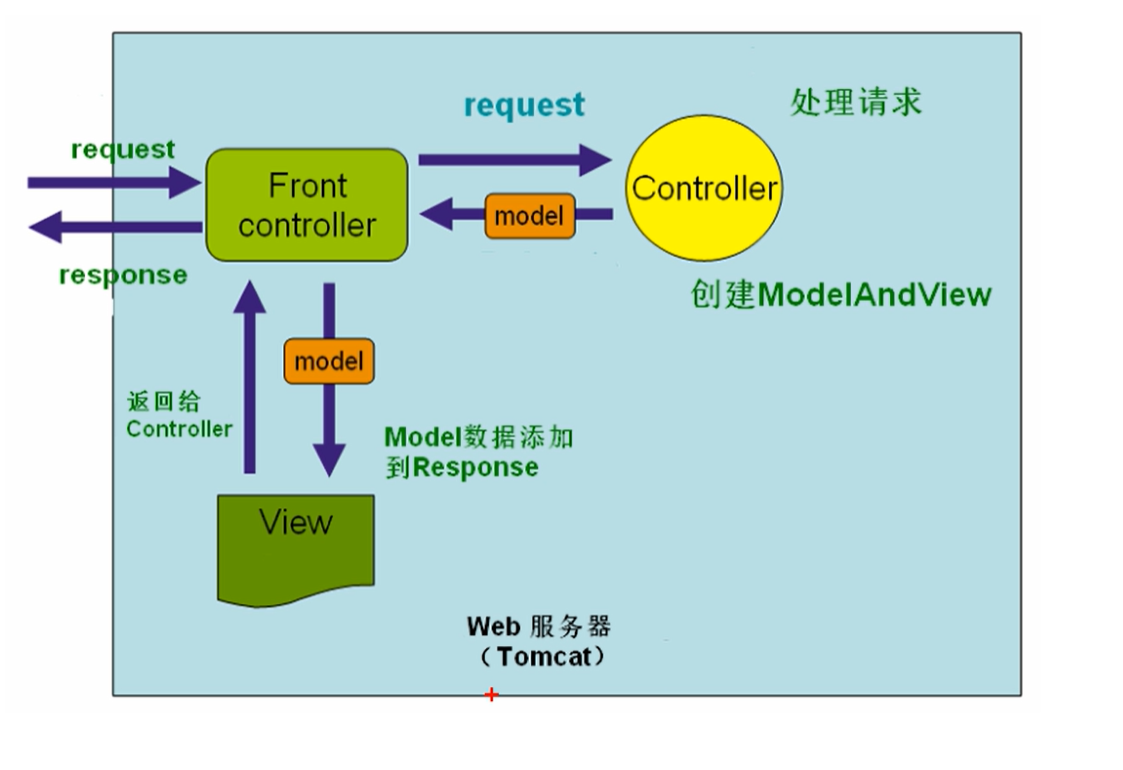 request
处理请求
request
Front
controller
Controller
model
response
创建ModelAndView
model
返回给
Controller
Model数据添加
到Response
View
Web 服务器
（Tomcat）